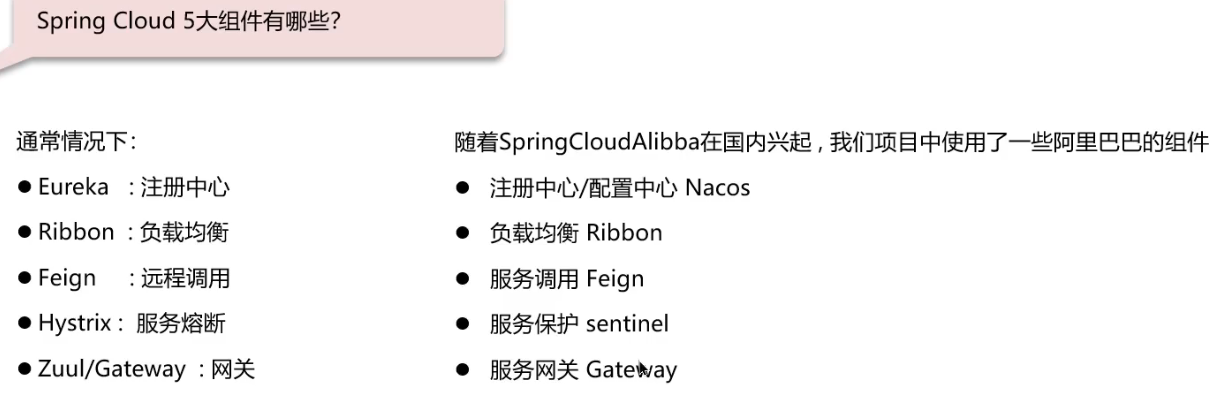 Spring Cloud 5大组件有哪些？
通常情况下：
● Eureka ：注册中心
● Ribbon ：负载均衡
● Feign ：远程调用
● Hystrix： 服务熔断
● Zuul/Gateway ：网关
随着SpringCloudAlibba在国内兴起 , 我们项目中使用了一些阿里巴巴的组件
● 注册中心/配置中心 Nacos
● 负载均衡 Ribbon
● 服务调用 Feign
● 服务保护 sentinel
● 服务网关 Gateway